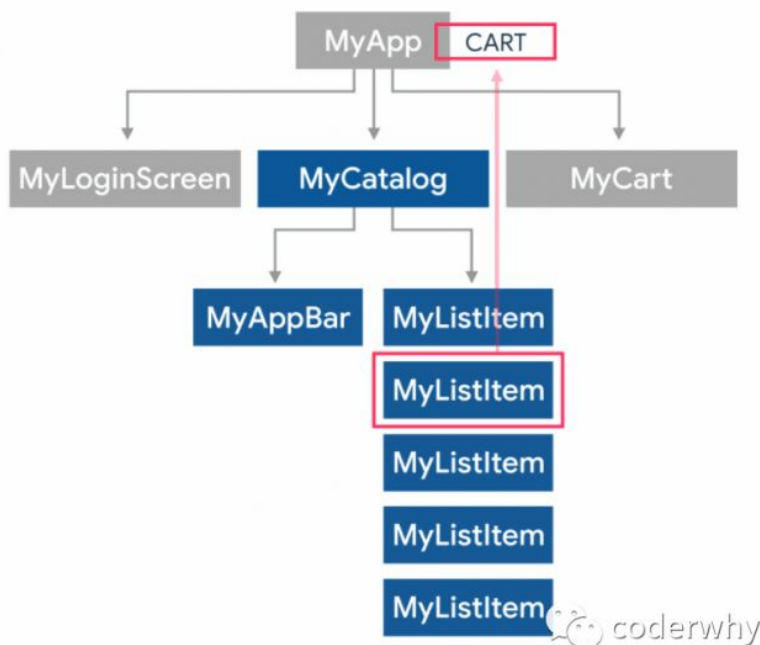 MyApp CART
MyLoginScreen MyCatalog MyCart
MyAppBar MyListItem
MyListItem
MyListItem
MyListItem
MyListItem
coderwhy